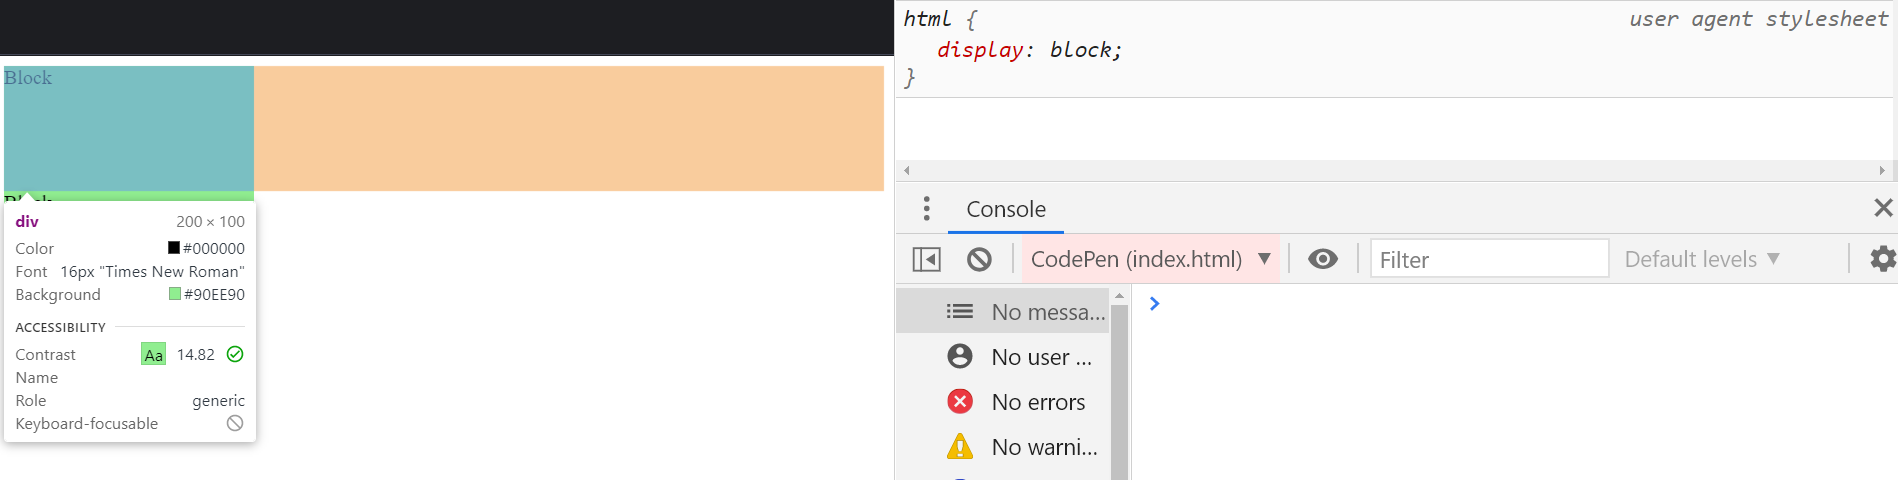 Block
Block
div 200 × 100
Color #000000
Font 16px "Times New Roman"
Background #90EE90
ACCESSIBILITY
Contrast Aa 14.82
Name
Role generic
Keyboard-focusable
html { user agent stylesheet
display: block;
}
Console
CodePen (index.html) Filter Default levels
No messa...
No user ...
No errors
No warni...